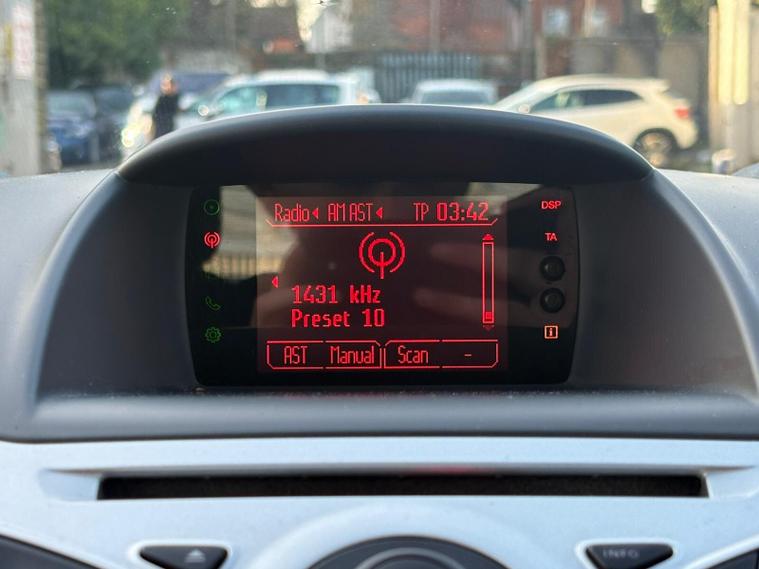 Radio AM AST TP 03:42 DSP
TA
1431 kHz
Preset 10
AST Manual Scan -
i
INFO